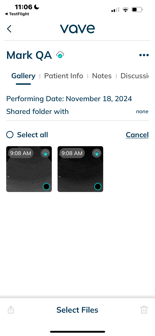 11:06
TestFlight
vave
Mark QA
Gallery Patient Info Notes Discussi
Performing Date: November 18, 2024
Shared folder with none
Select all Cancel
9:08 AM 9:08 AM
Select Files